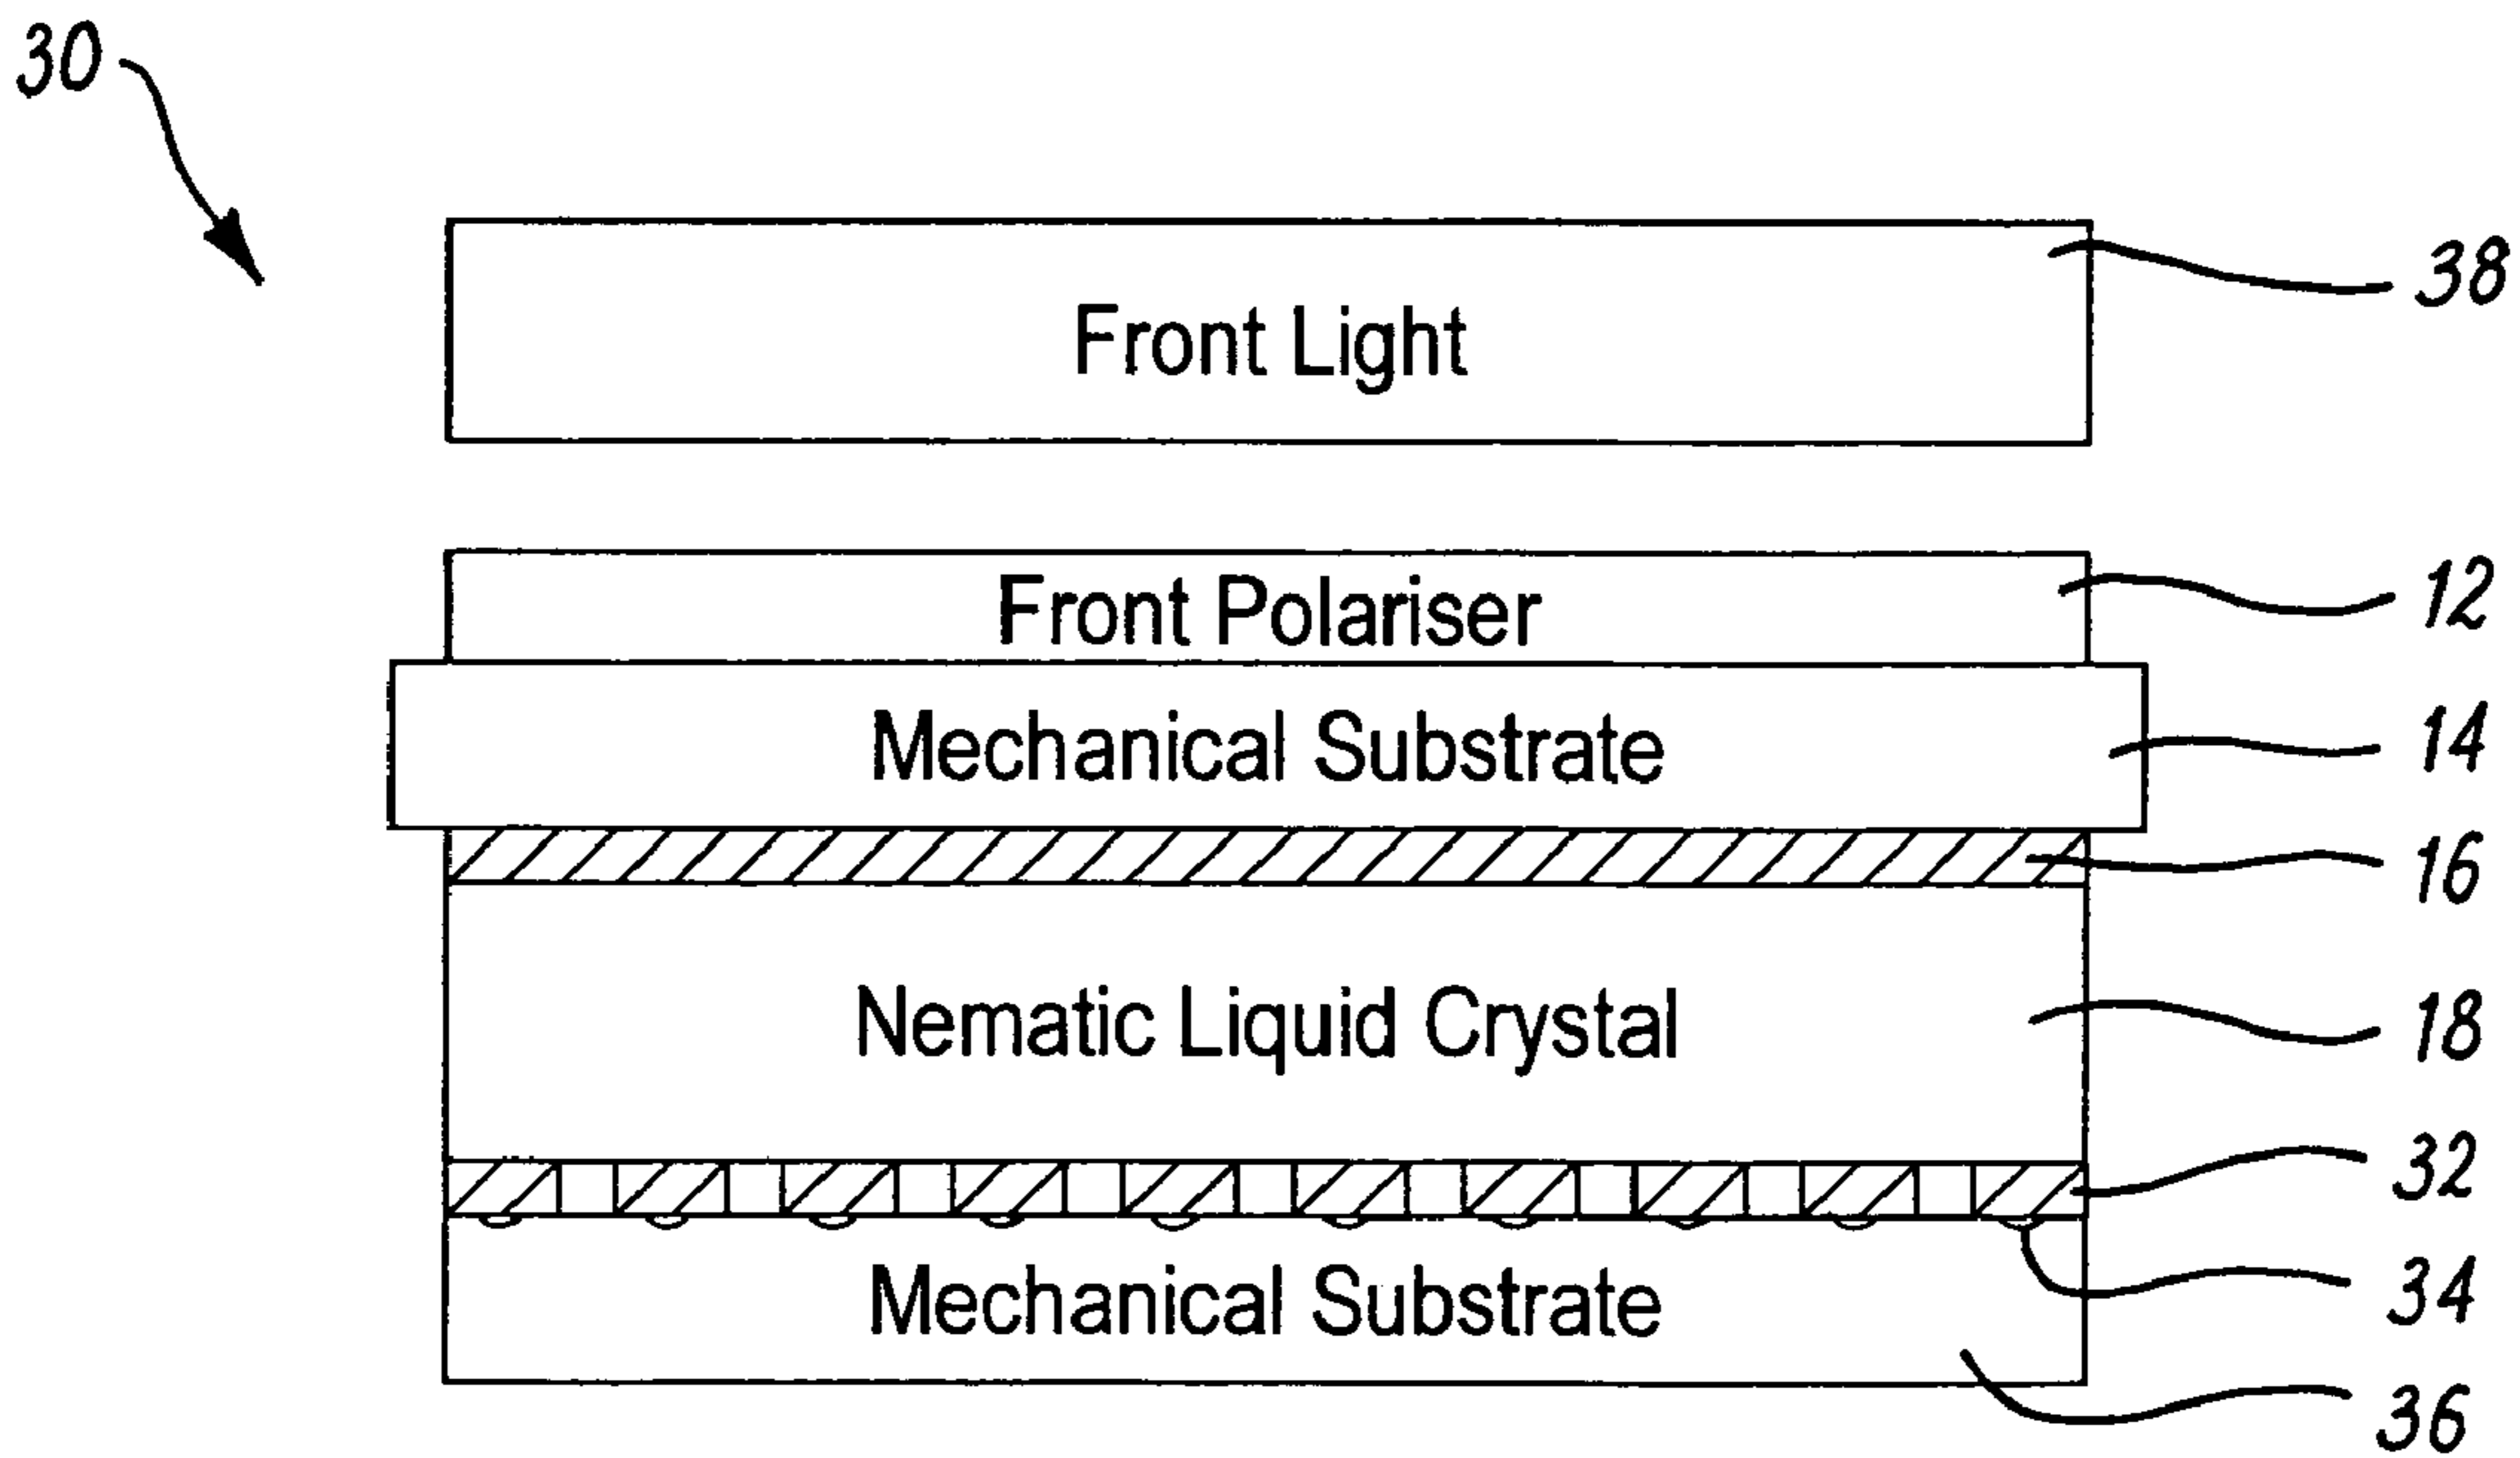 30
Front Light
38
Front Polariser
12
Mechanical Substrate
14
16
Nematic Liquid Crystal
18
32
34
Mechanical Substrate
36